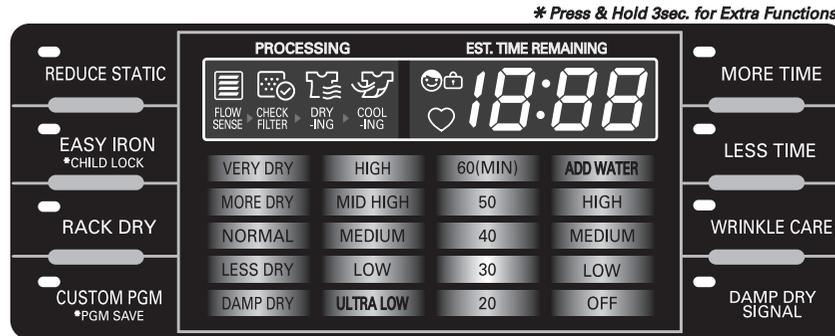 * Press & Hold 3sec. for Extra Functions
REDUCE STATIC
EASY IRON
*CHILD LOCK
RACK DRY
CUSTOM PGM
*PGM SAVE
PROCESSING
EST. TIME REMAINING
FLOW SENSE
CHECK FILTER
DRY -ING
COOL -ING
18:88
VERY DRY HIGH 60(MIN) ADD WATER
MORE DRY MID HIGH 50 HIGH
NORMAL MEDIUM 40 MEDIUM
LESS DRY LOW 30 LOW
DAMP DRY ULTRA LOW 20 OFF
MORE TIME
LESS TIME
WRINKLE CARE
DAMP DRY
SIGNAL